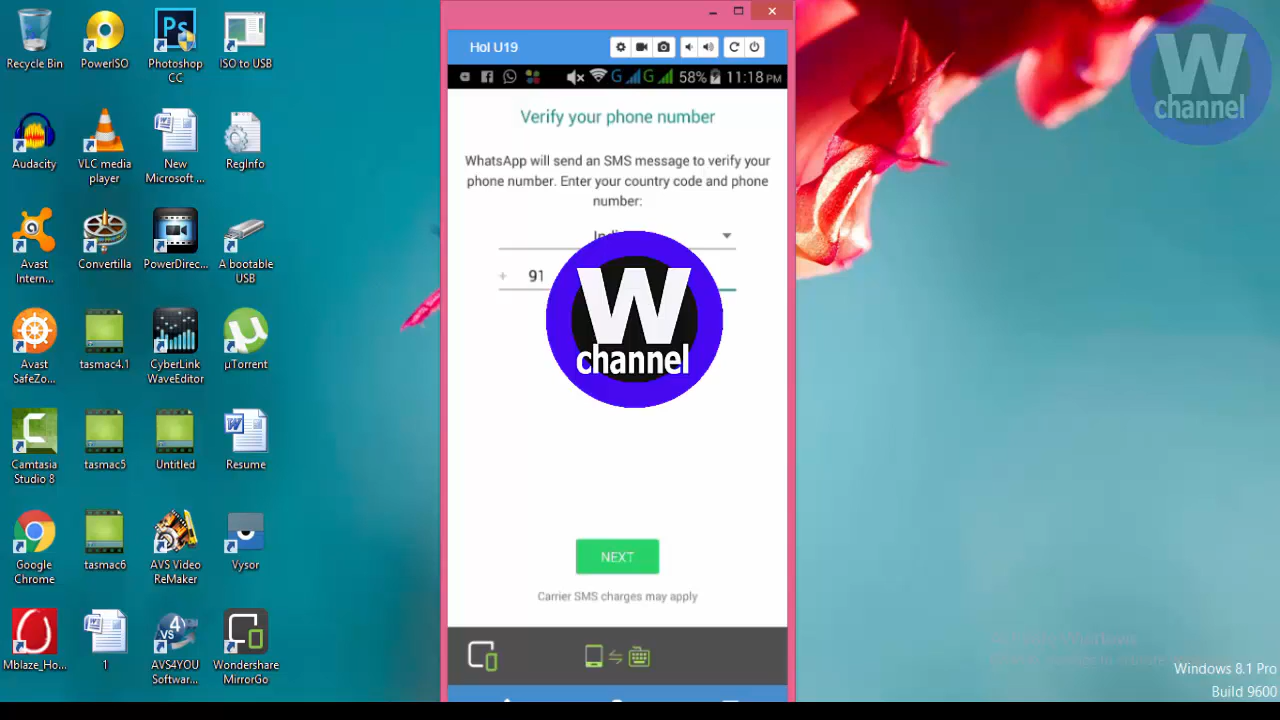 Recycle Bin
PowerISO
Photoshop
CC
ISO to USB
Audacity
VLC media
player
New
Microsoft ...
RegInfo
Avast
Intern...
Convertilla
PowerDirec...
A bootable
USB
Avast
SafeZo...
tasmac4.1
CyberLink
WaveEditor
µTorrent
Camtasia
Studio 8
tasmac5
Untitled
Resume
Google
Chrome
tasmac6
AVS Video
ReMaker
Vysor
Mblaze_Ho...
1
AVS4YOU
Softwar...
Wondershare
MirrorGo
Hol U19
G G 58% 11:18 PM
Verify your phone number
WhatsApp will send an SMS message to verify your
phone number. Enter your country code and phone
number:
+ 91
W
channel
NEXT
Carrier SMS charges may apply
W
channel
Windows 8.1 Pro
Build 9600